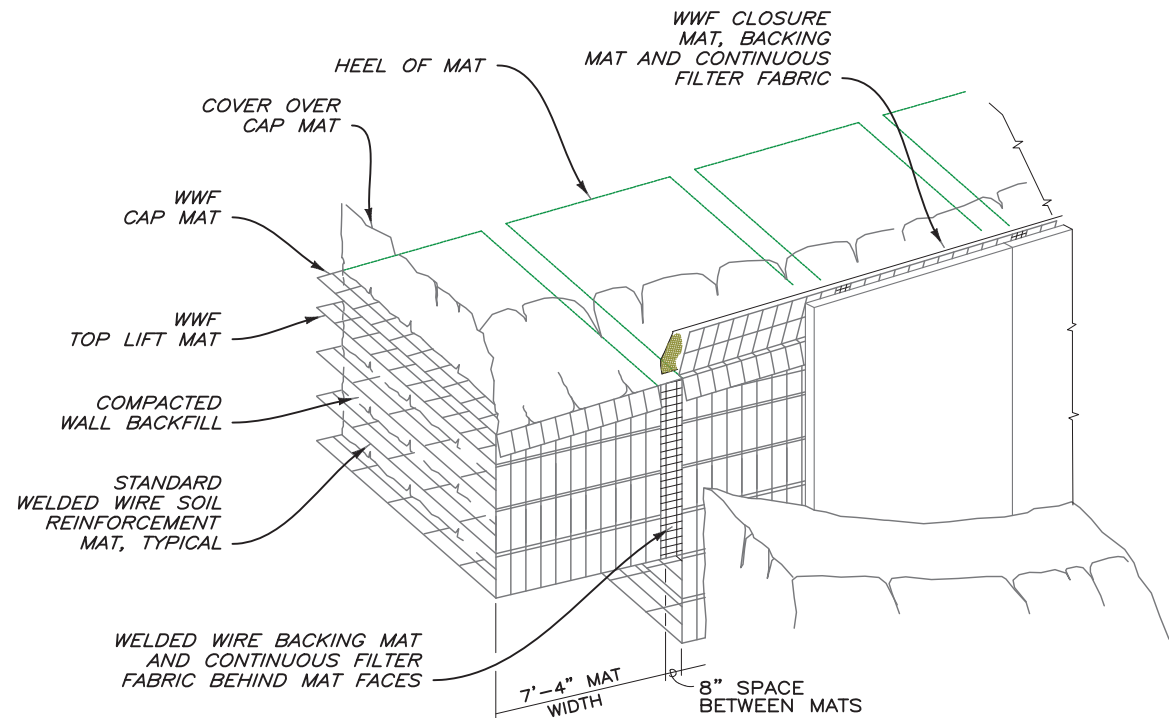 WWF CLOSURE
MAT, BACKING
MAT AND CONTINUOUS
FILTER FABRIC
HEEL OF MAT
COVER OVER
CAP MAT
WWF
CAP MAT
WWF
TOP LIFT MAT
COMPACTED
WALL BACKFILL
STANDARD
WELDED WIRE SOIL
REINFORCEMENT
MAT, TYPICAL
WELDED WIRE BACKING MAT
AND CONTINUOUS FILTER
FABRIC BEHIND MAT FACES
7'-4" MAT
WIDTH
8" SPACE
BETWEEN MATS